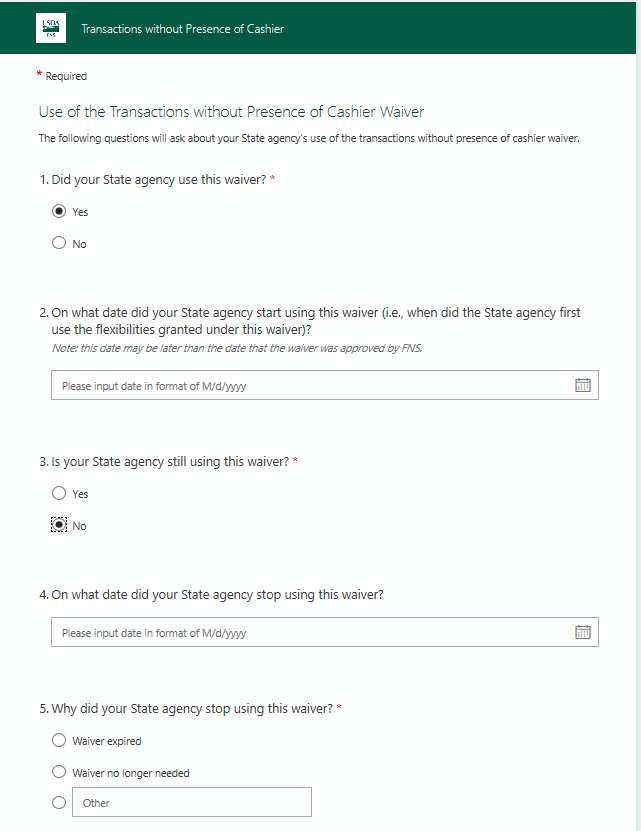 USDA
FNS
Transactions without Presence of Cashier
* Required
Use of the Transactions without Presence of Cashier Waiver
The following questions will ask about your State agency's use of the transactions without presence of cashier waiver.
1. Did your State agency use this waiver? *
Yes
No
2. On what date did your State agency start using this waiver (i.e., when did the State agency first
use the flexibilities granted under this waiver)?
Note: this date may be later than the date that the waiver was approved by FNS.
Please input date in format of M/d/yyyy
3. Is your State agency still using this waiver? *
Yes
No
4. On what date did your State agency stop using this waiver?
Please input date in format of M/d/yyyy
5. Why did your State agency stop using this waiver? *
Waiver expired
Waiver no longer needed
Other